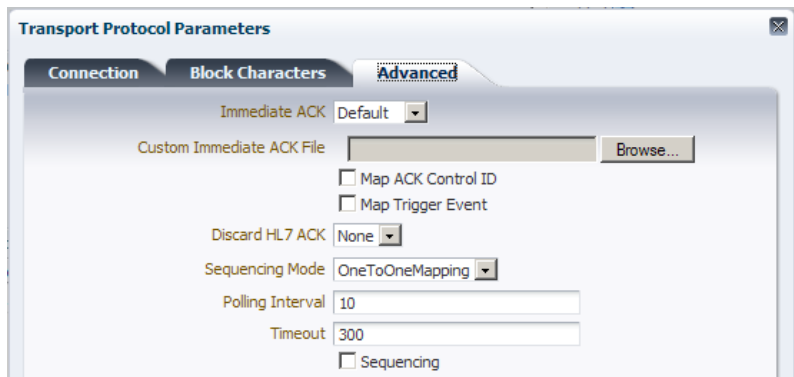 Transport Protocol Parameters
Connection Block Characters Advanced
Immediate ACK Default
Custom Immediate ACK File Browse...
Map ACK Control ID
Map Trigger Event
Discard HL7 ACK None
Sequencing Mode OneToOneMapping
Polling Interval 10
Timeout 300
Sequencing